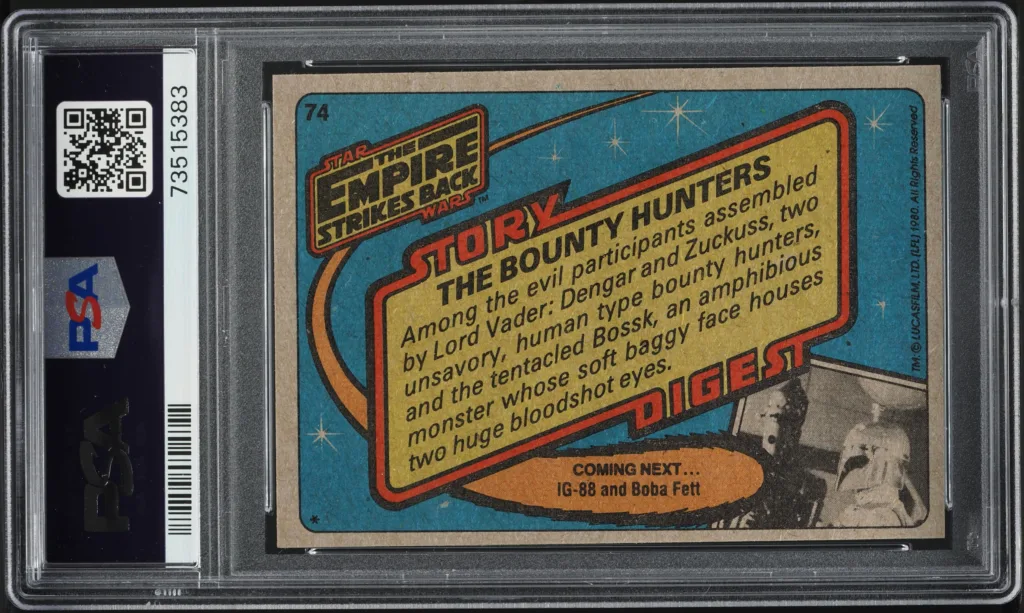 73515383
PSA
PSA
74
STAR
THE
EMPIRE
STRIKES BACK
WARS™
STORY
THE BOUNTY HUNTERS
Among the evil participants assembled
by Lord Vader: Dengar and Zuckuss, two
unsavory, human type bounty hunters,
and the tentacled Bossk, an amphibious
monster whose soft baggy face houses
two huge bloodshot eyes.
DIGEST
COMING NEXT...
IG-88 and Boba Fett
*
TM: © LUCASFILM, LTD. (LFL) 1980. All Rights Reserved